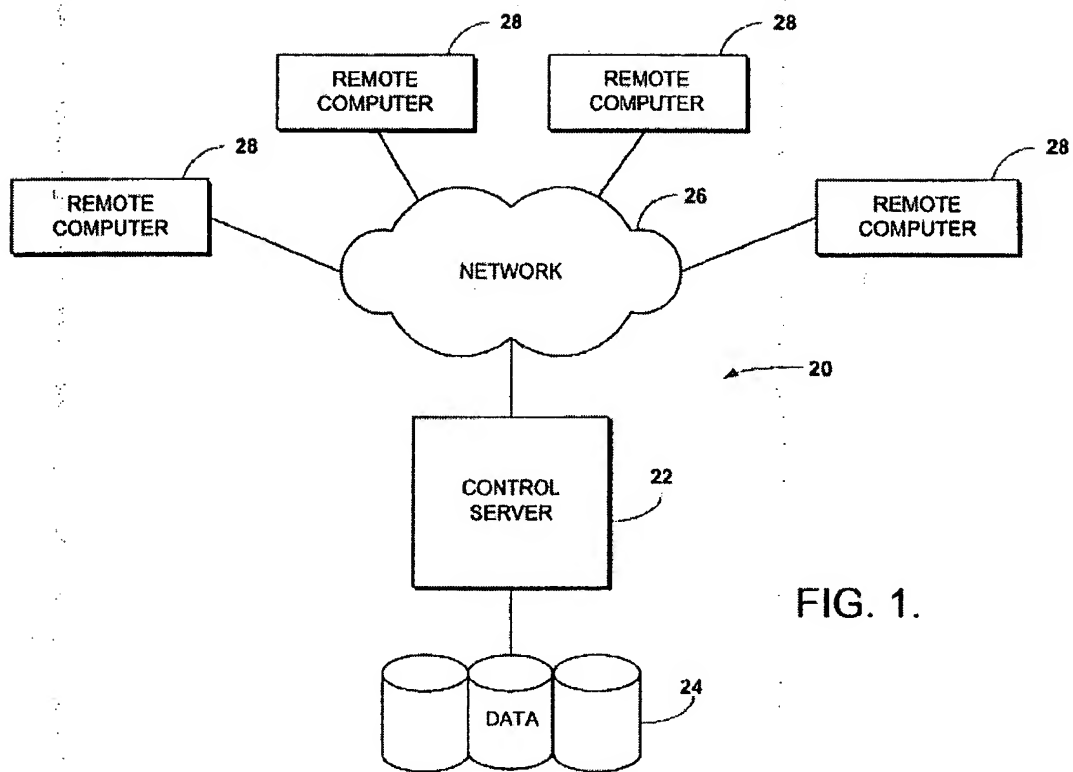 28
28
REMOTE
COMPUTER
REMOTE
COMPUTER
28
28
REMOTE
COMPUTER
REMOTE
COMPUTER
26
NETWORK
20
CONTROL
SERVER
22
FIG. 1.
DATA
24